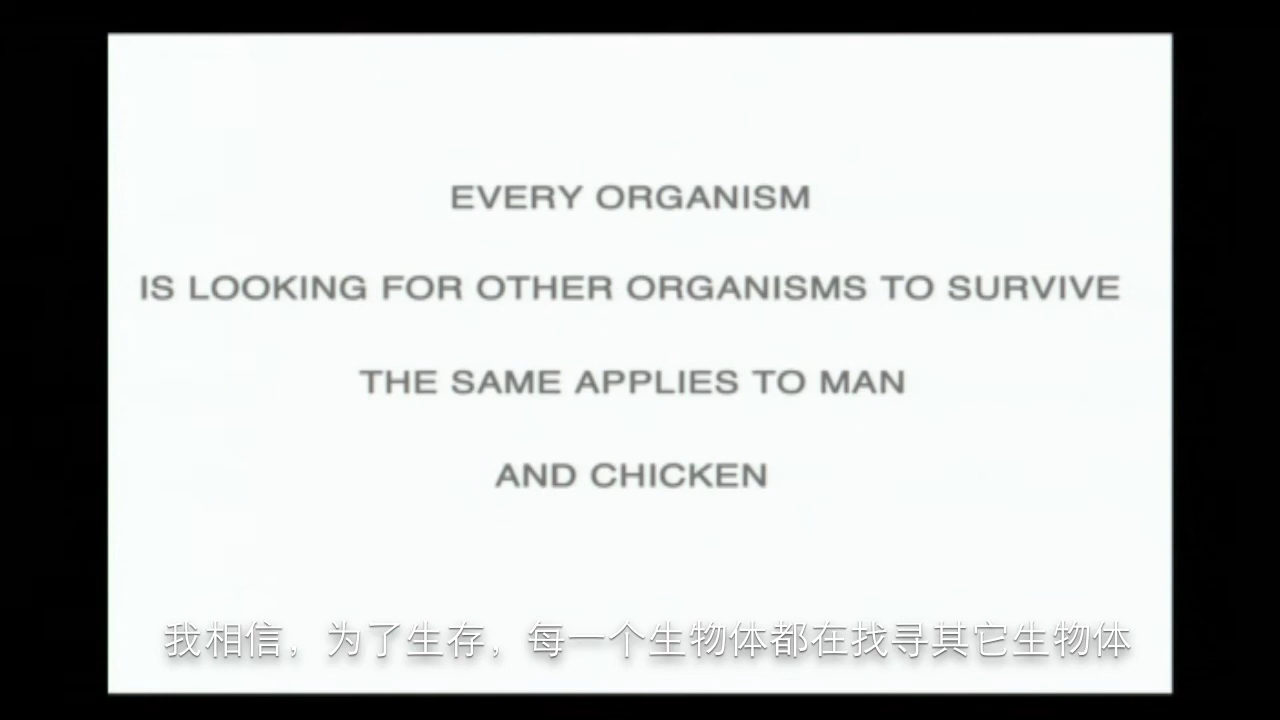 EVERY ORGANISM
IS LOOKING FOR OTHER ORGANISMS TO SURVIVE
THE SAME APPLIES TO MAN
AND CHICKEN
我相信，为了生存，每一个生物体都在找寻其它生物体